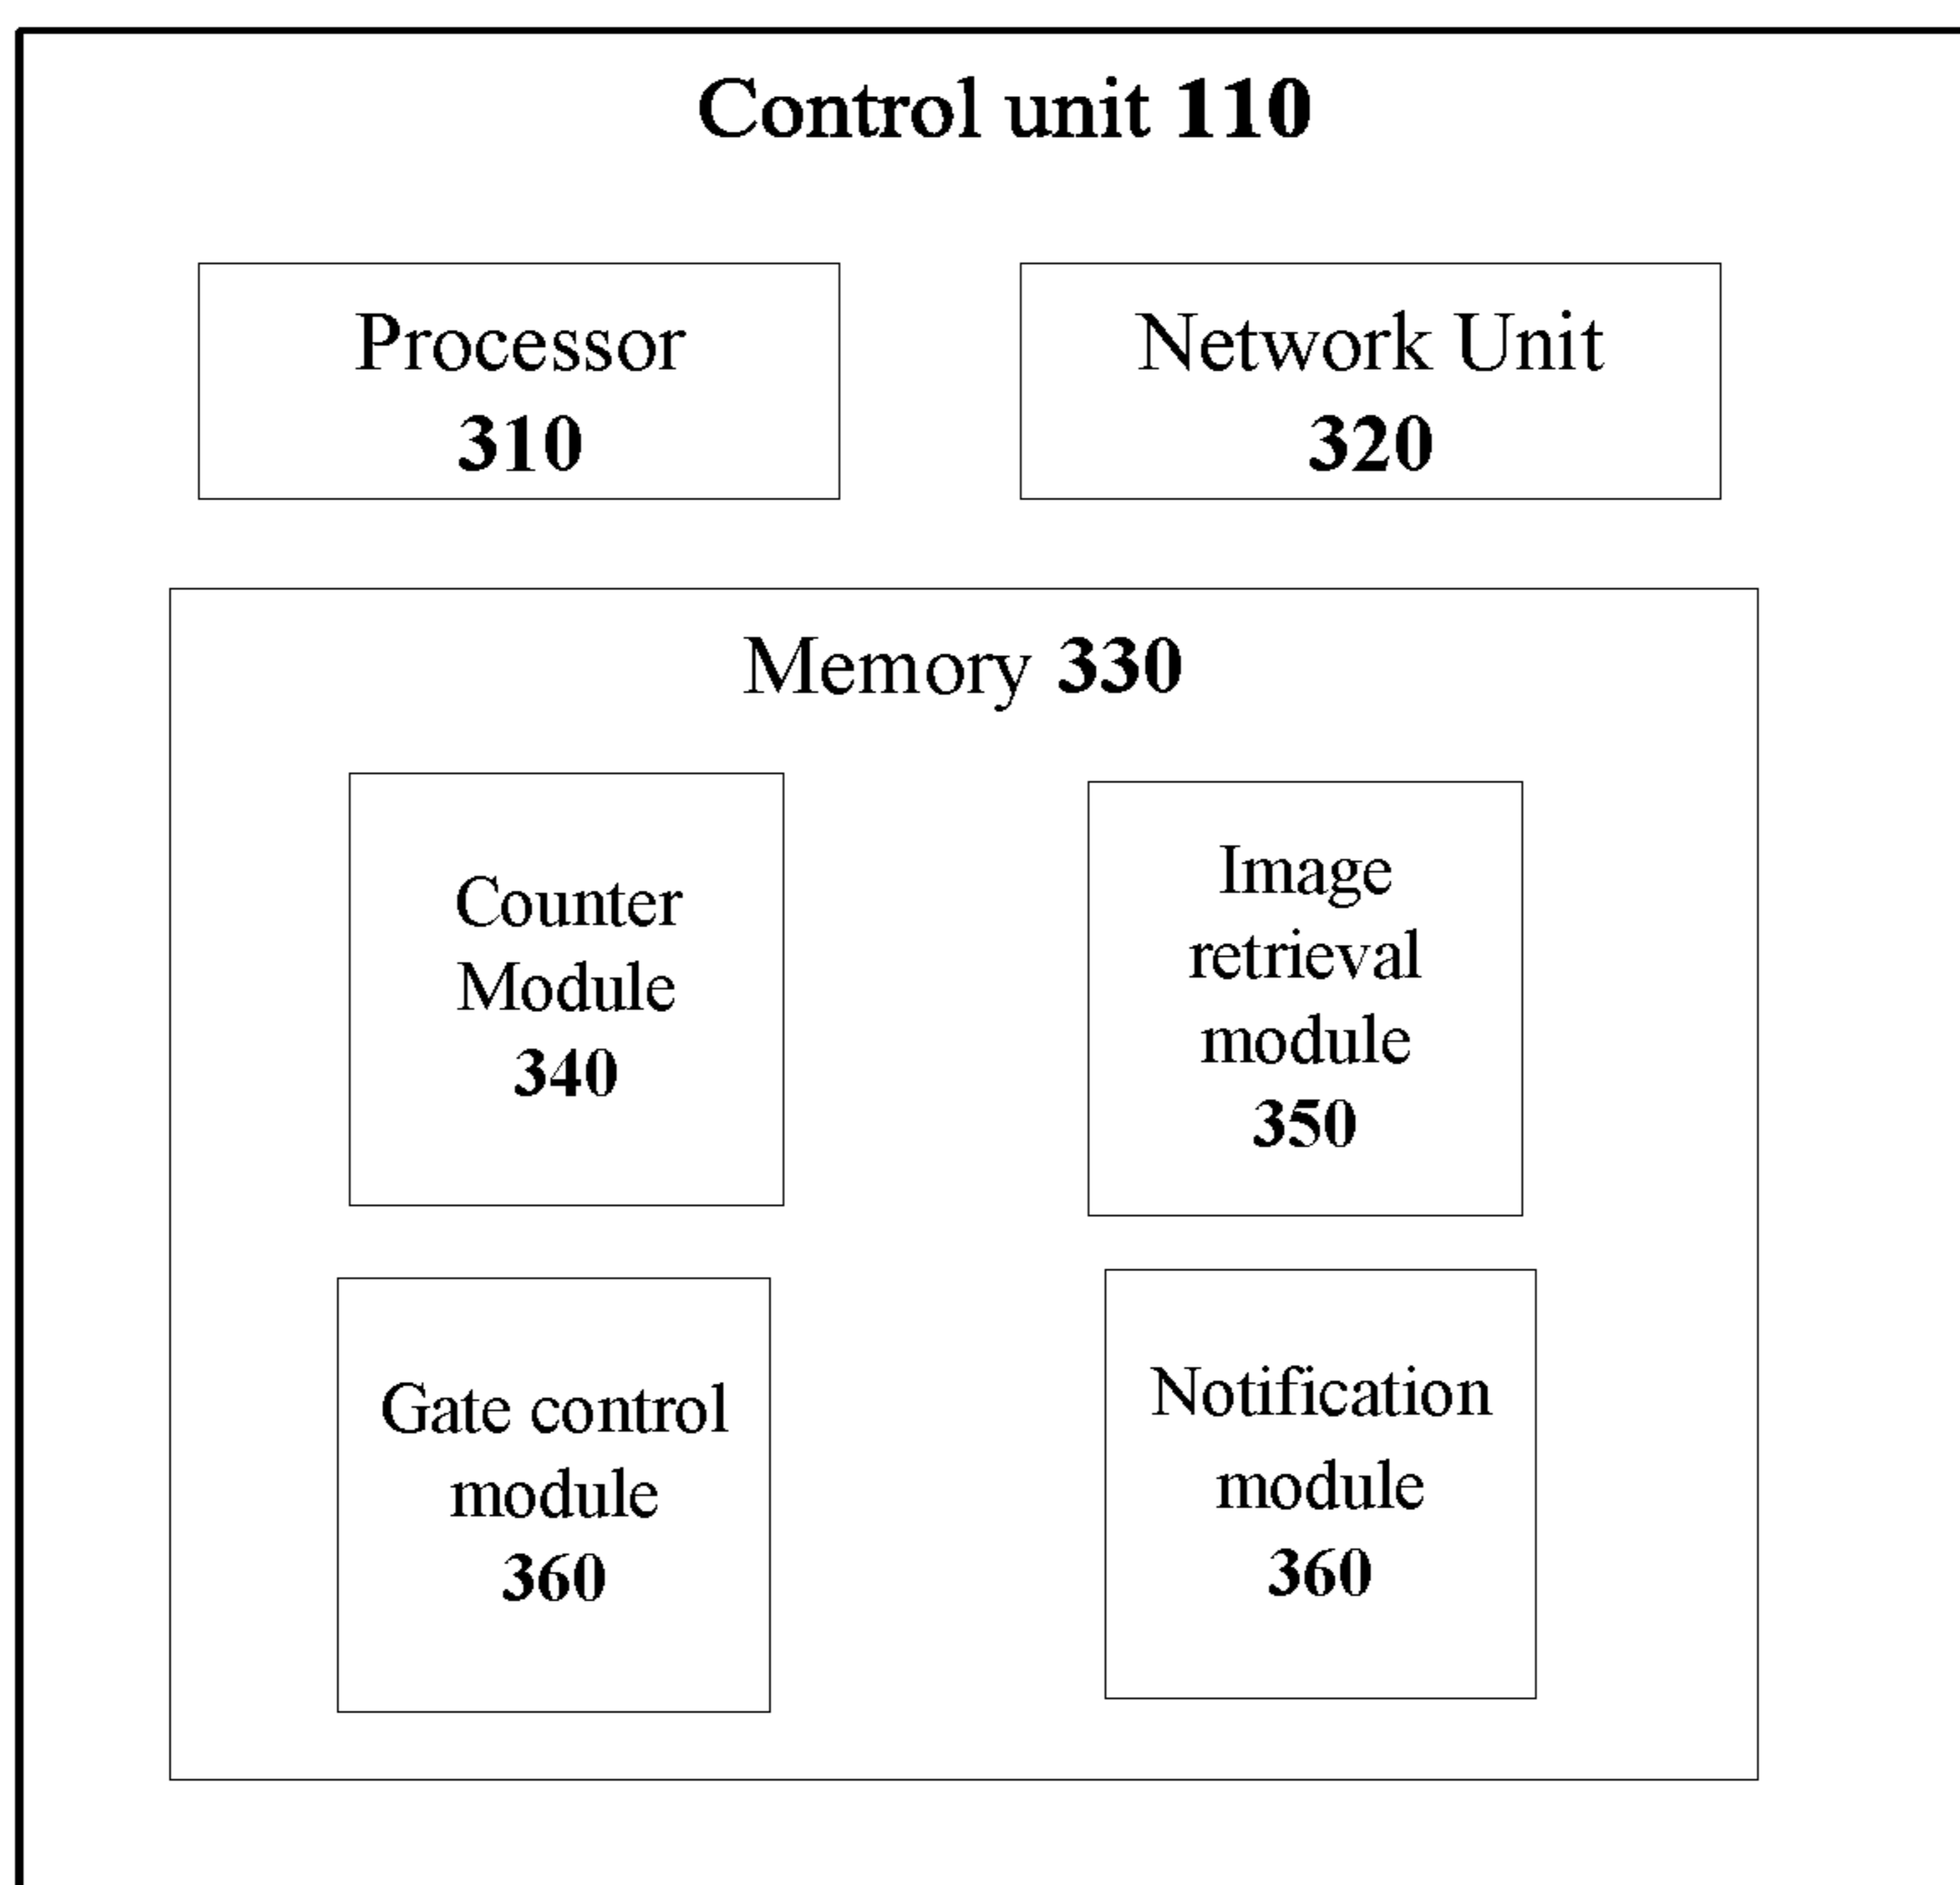 Control unit 110
Processor
310
Network Unit
320
Memory 330
Counter
Module
340
Image
retrieval
module
350
Gate control
module
360
Notification
module
360